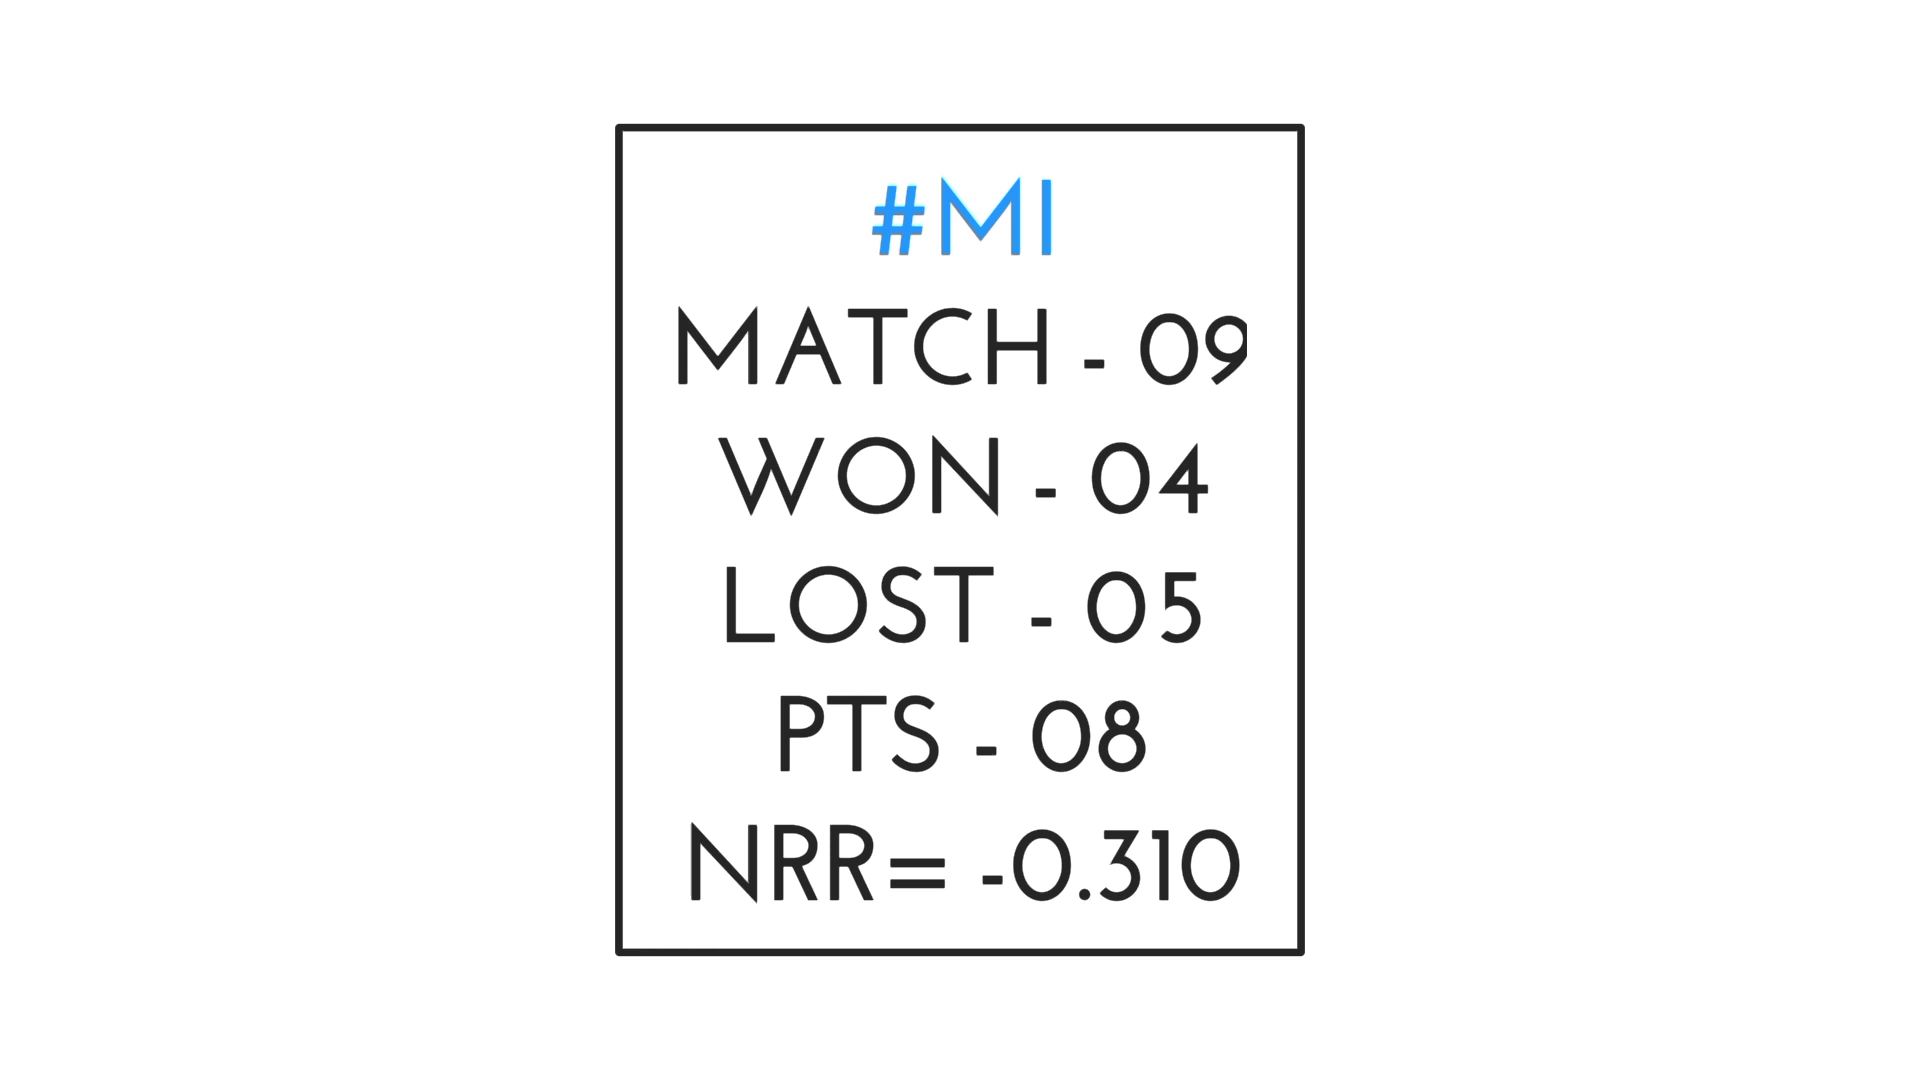 #MI
MATCH - 09
WON - 04
LOST - 05
PTS - 08
NRR= -0.310